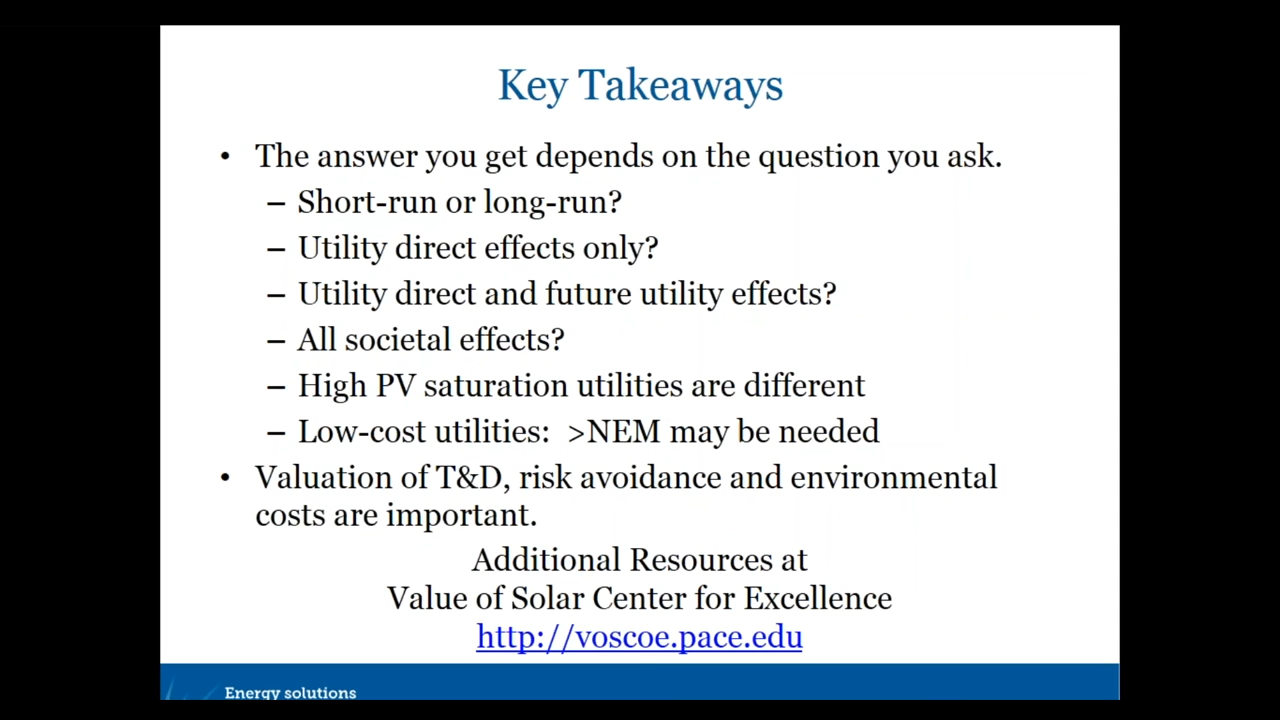 Key Takeaways
• The answer you get depends on the question you ask.
– Short-run or long-run?
– Utility direct effects only?
– Utility direct and future utility effects?
– All societal effects?
– High PV saturation utilities are different
– Low-cost utilities:  >NEM may be needed
• Valuation of T&D, risk avoidance and environmental
costs are important.
Additional Resources at
Value of Solar Center for Excellence
http://voscoe.pace.edu
Energy solutions